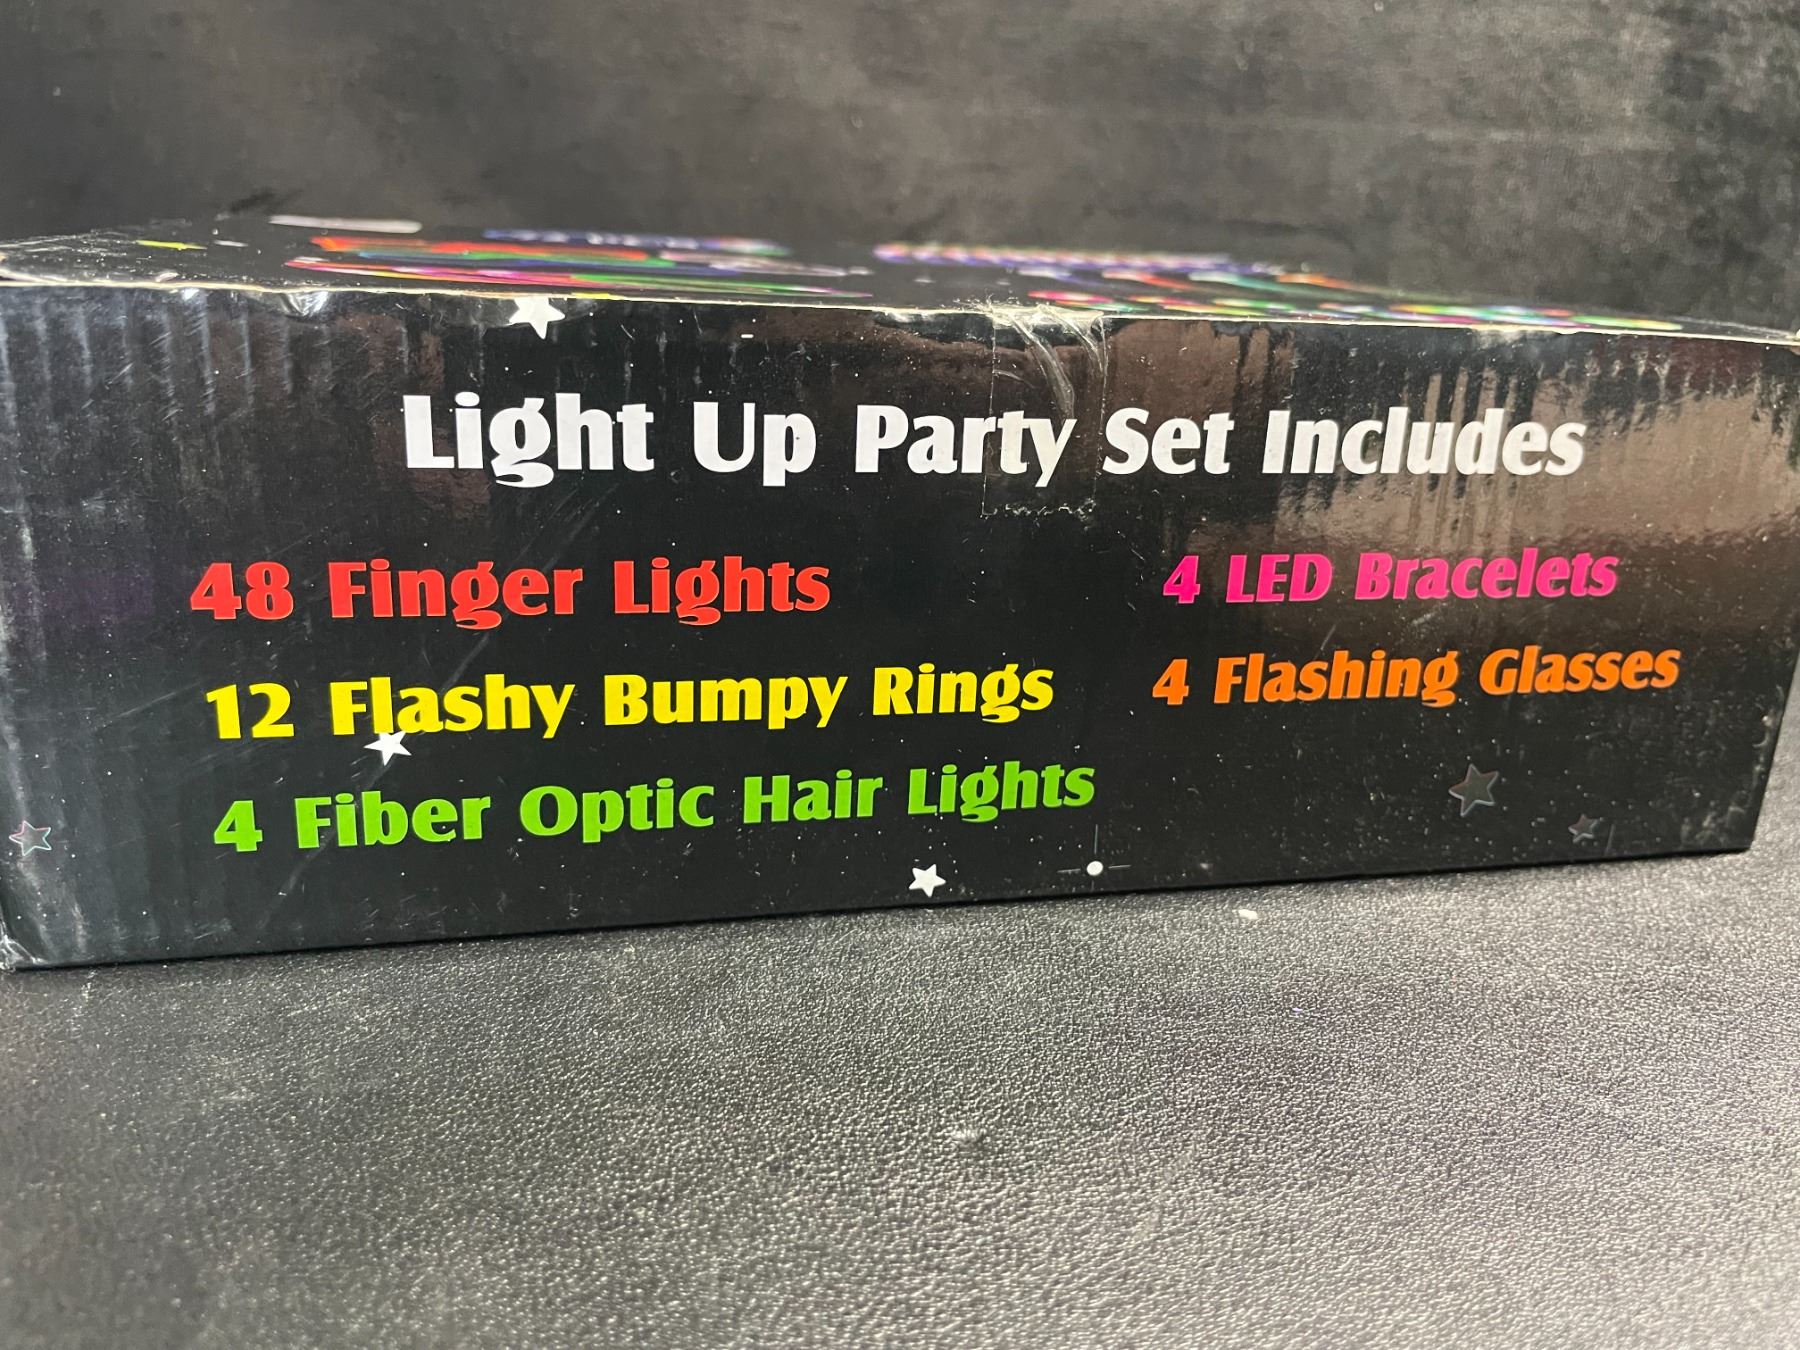 Light Up Party Set Includes
48 Finger Lights
12 Flashy Bumpy Rings
4 Fiber Optic Hair Lights
4 LED Bracelets
4 Flashing Glasses